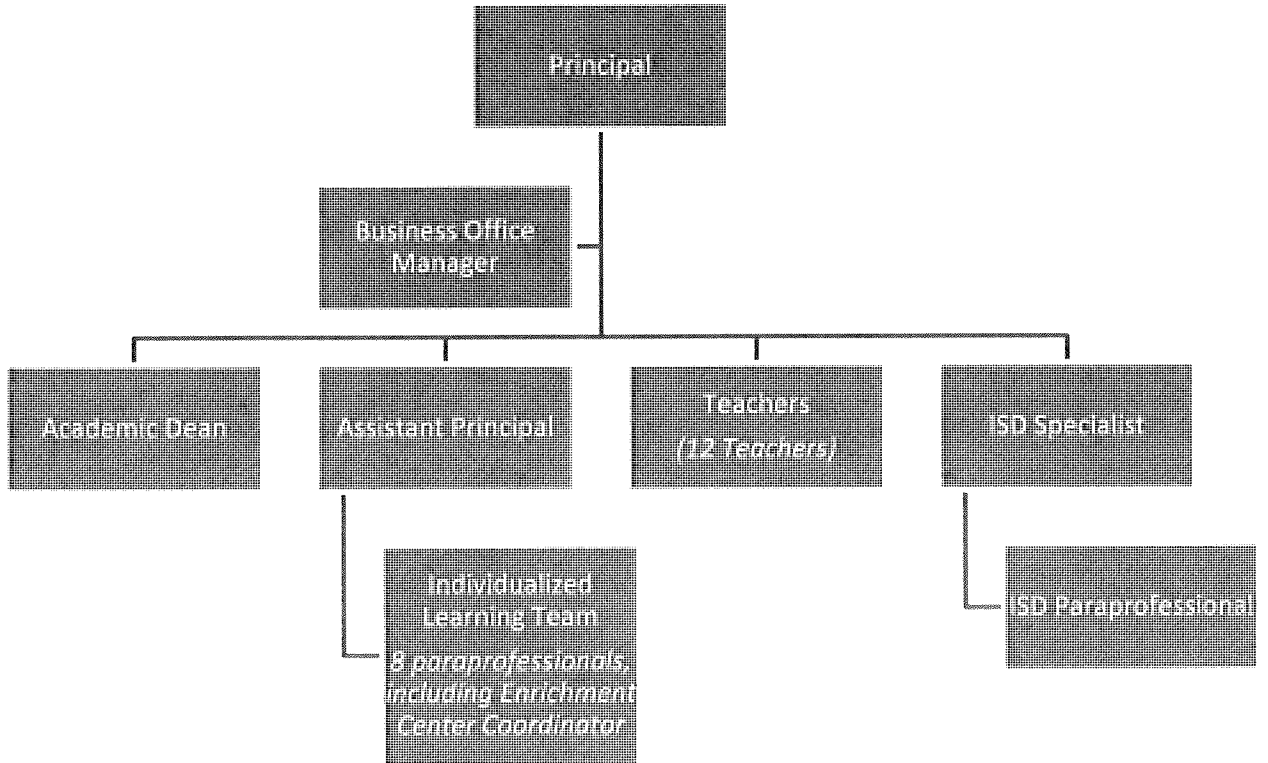 Principal
Business Office
Manager
Academic Dean
Assistant Principal
Teachers
(12 Teachers)
ISD Specialist
Individualized
Learning Team
8 paraprofessionals,
including Enrichment
Center Coordinator
ISD Paraprofessional